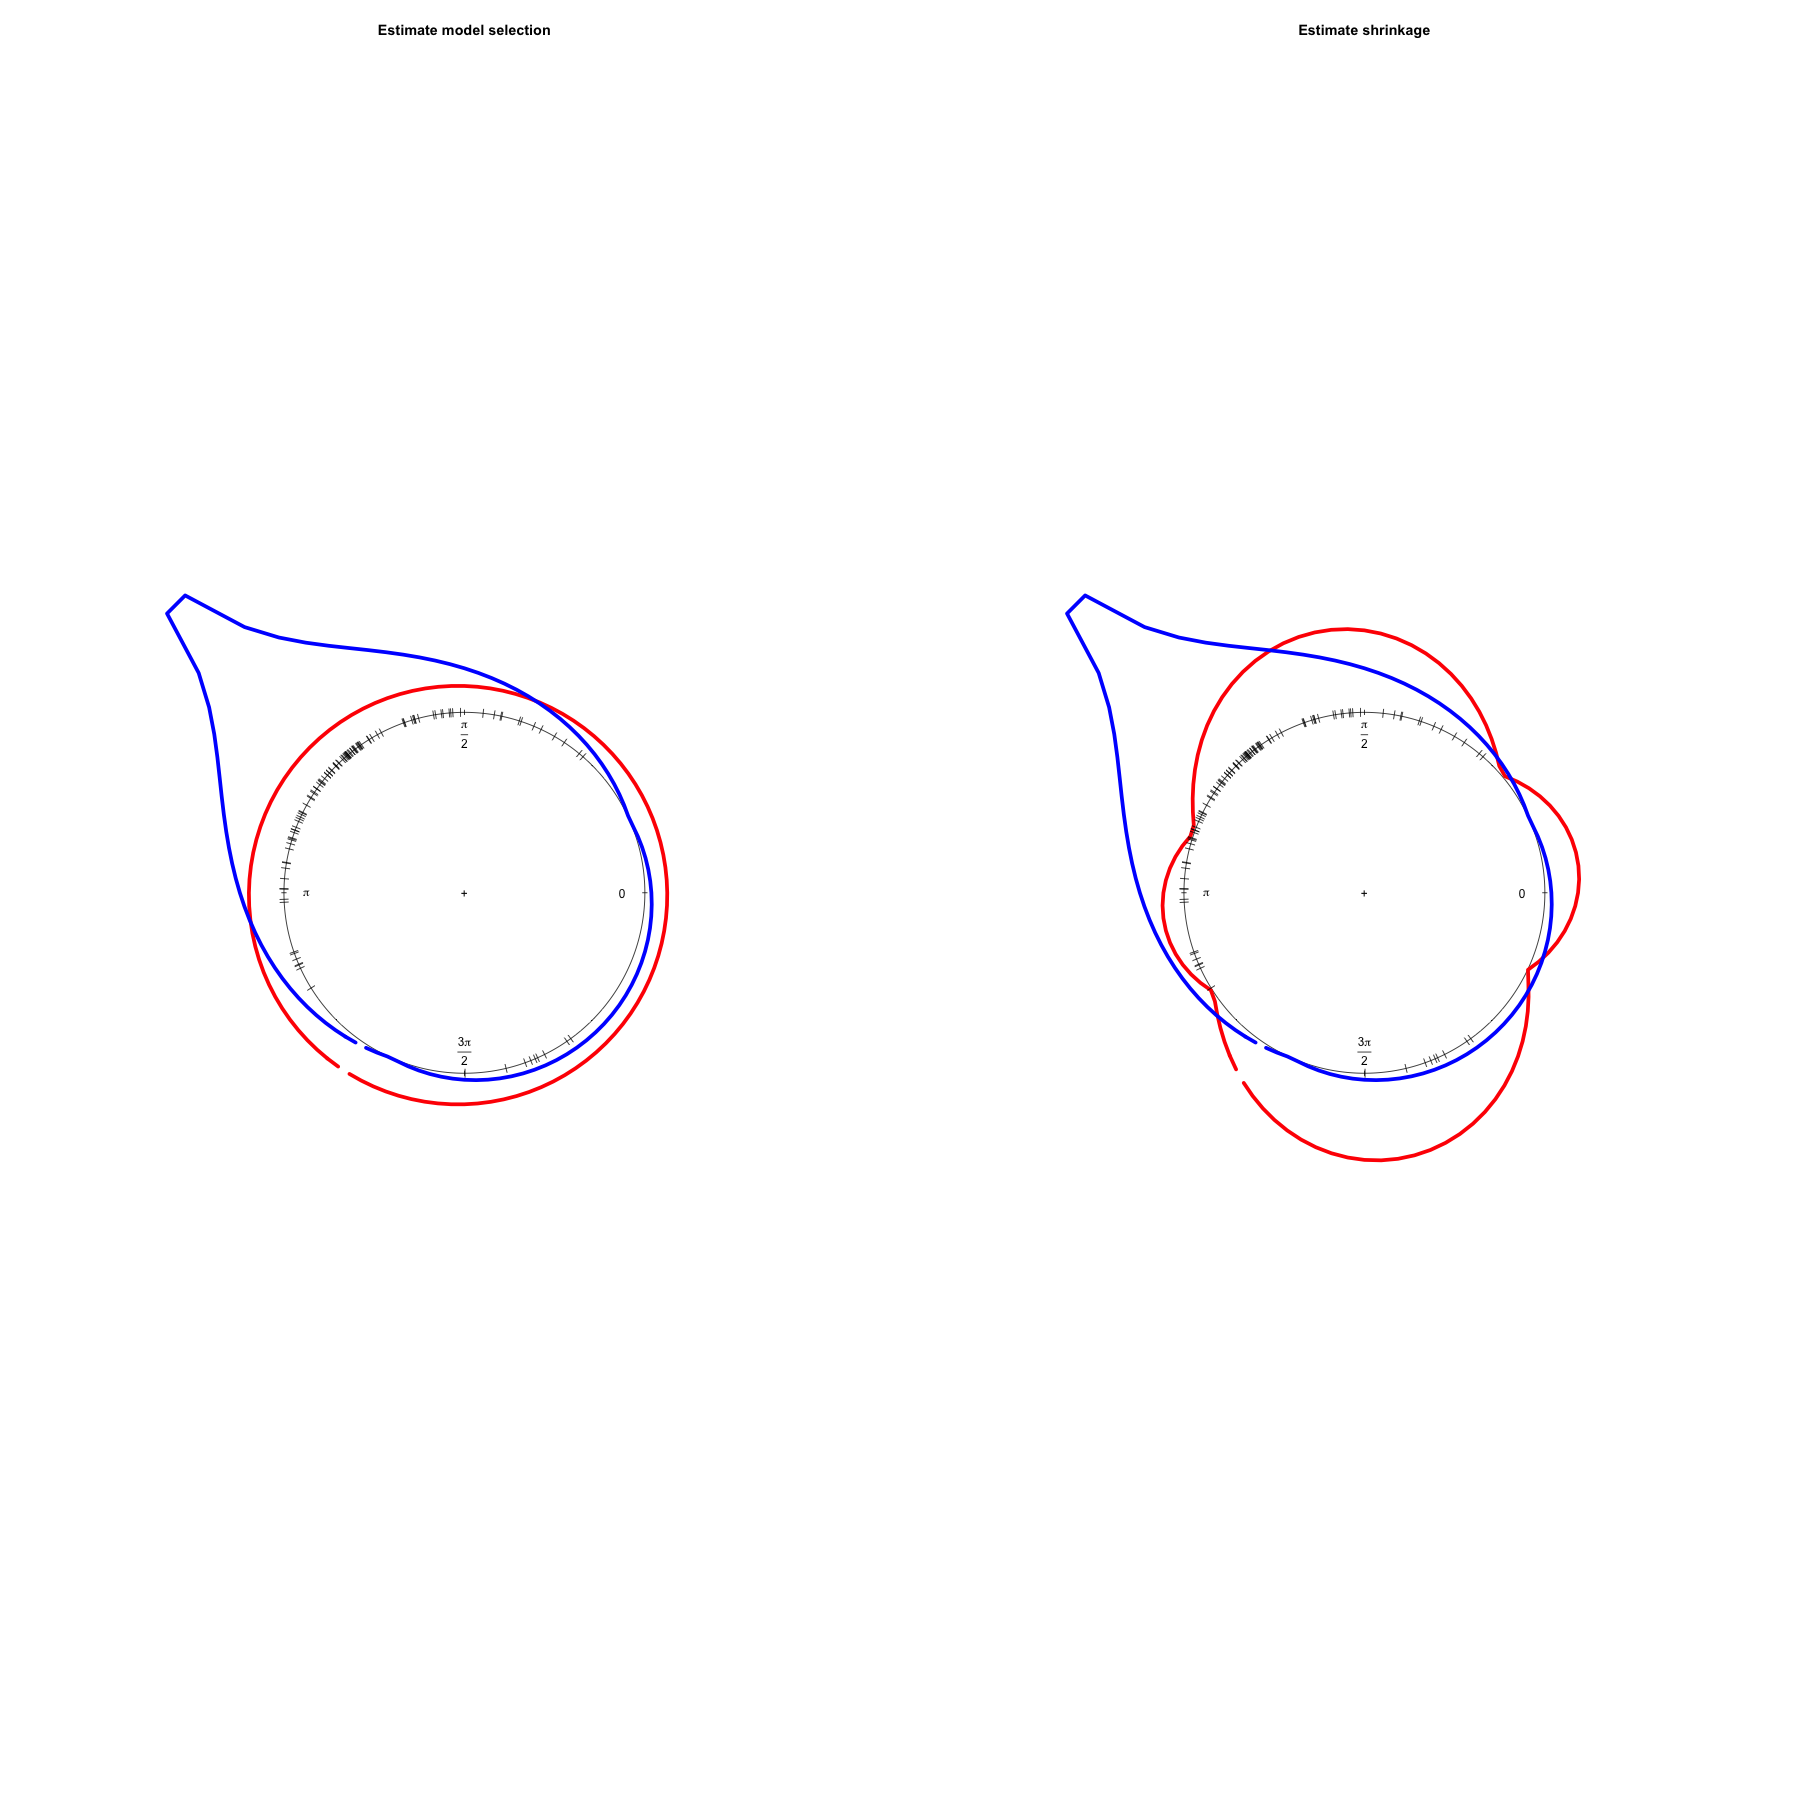 Estimate model selection
Estimate shrinkage
π
2
π
+
0
3π
2
π
2
π
+
0
3π
2